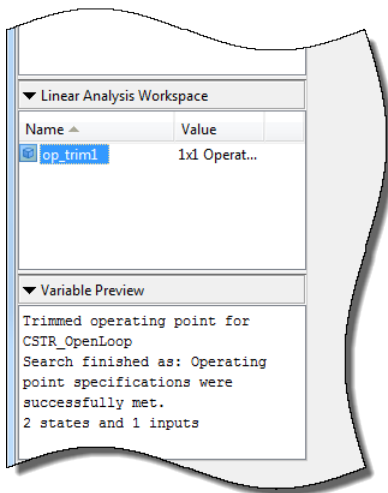 Linear Analysis Workspace
Name Value
op_trim1 1x1 Operat...
Variable Preview
Trimmed operating point for
CSTR_OpenLoop
Search finished as: Operating
point specifications were
successfully met.
2 states and 1 inputs